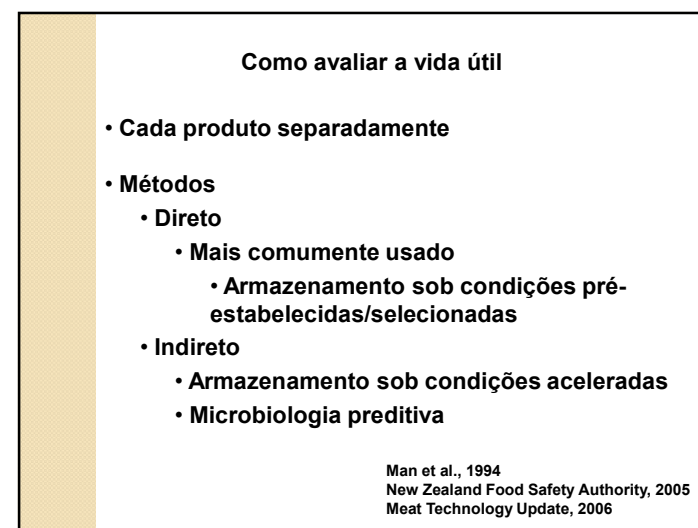 Como avaliar a vida útil
• Cada produto separadamente
• Métodos
• Direto
• Mais comumente usado
• Armazenamento sob condições pré-
estabelecidas/selecionadas
• Indireto
• Armazenamento sob condições aceleradas
• Microbiologia preditiva
Man et al., 1994
New Zealand Food Safety Authority, 2005
Meat Technology Update, 2006